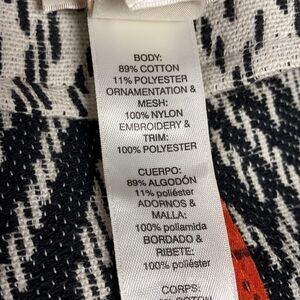 BODY:
89% COTTON
11% POLYESTER
ORNAMENTATION &
MESH:
100% NYLON
EMBROIDERY &
TRIM:
100% POLYESTER
CUERPO:
89% ALGODÓN
11% poliéster
ADORNOS &
MALLA:
100% poliamida
BORDADO &
RIBETE:
100% poliéster
CORPS: